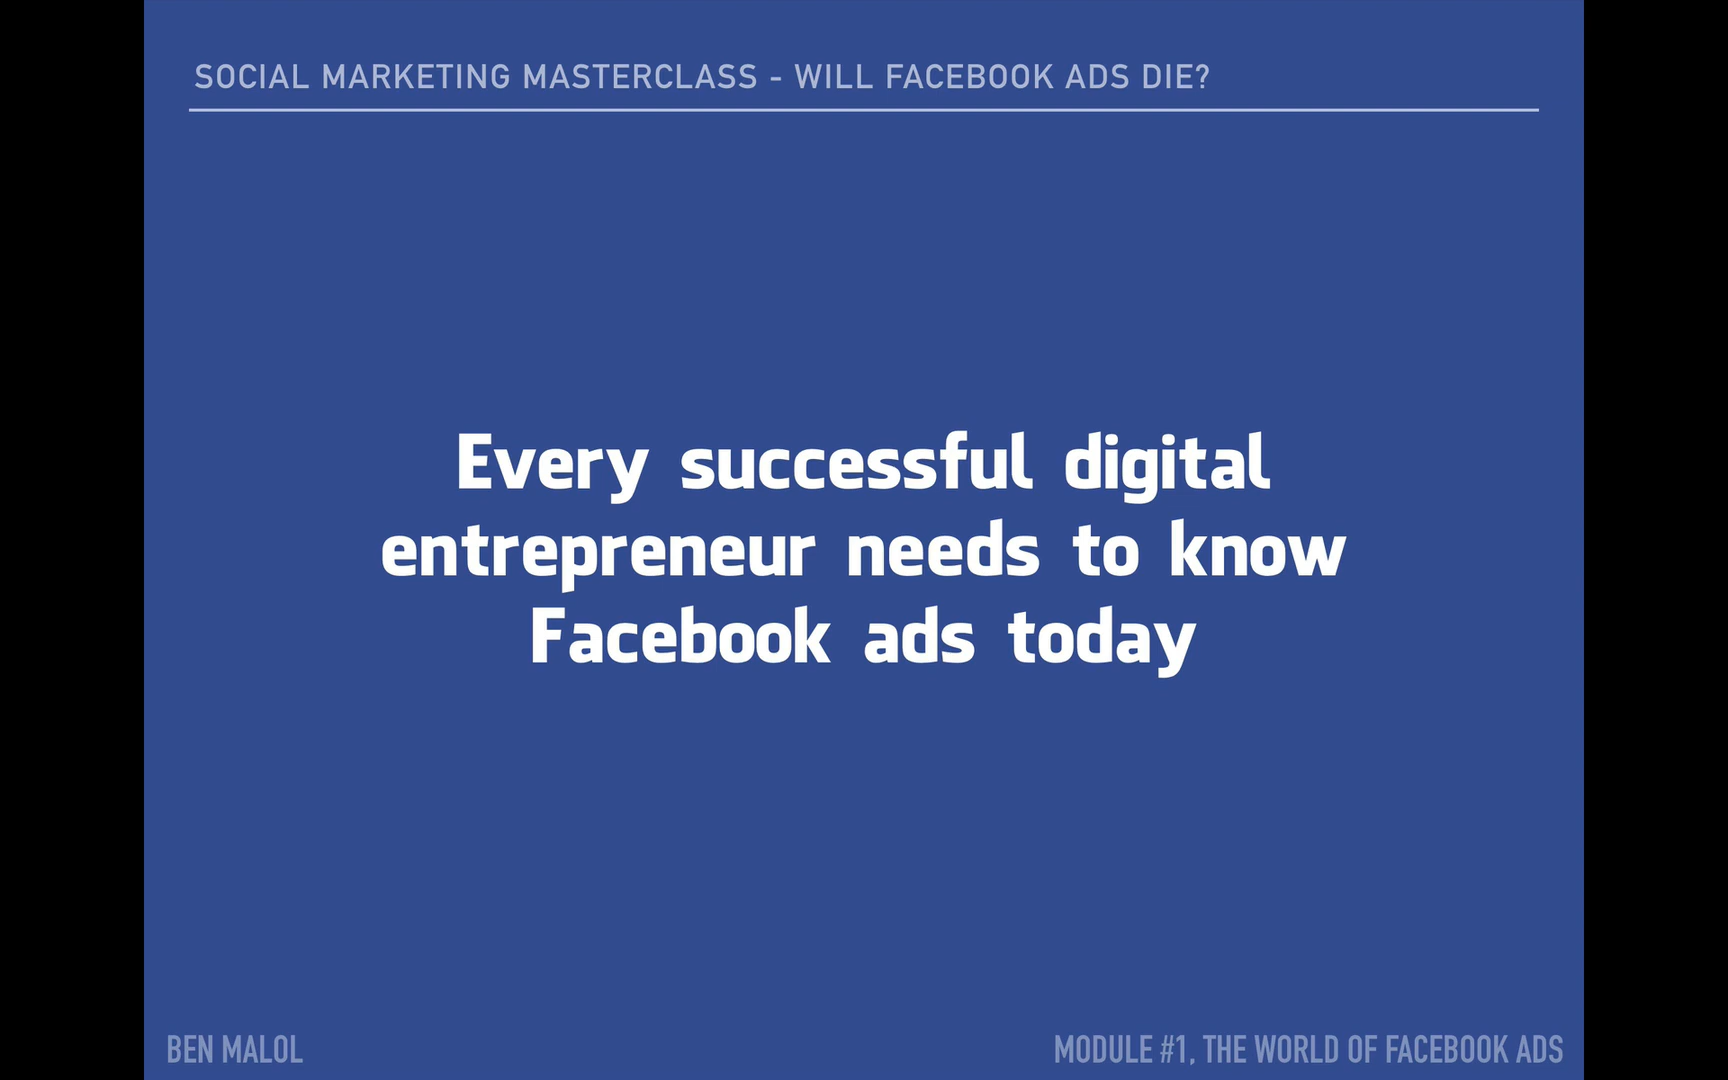 SOCIAL MARKETING MASTERCLASS - WILL FACEBOOK ADS DIE?
Every successful digital
entrepreneur needs to know
Facebook ads today
BEN MALOL
MODULE #1, THE WORLD OF FACEBOOK ADS